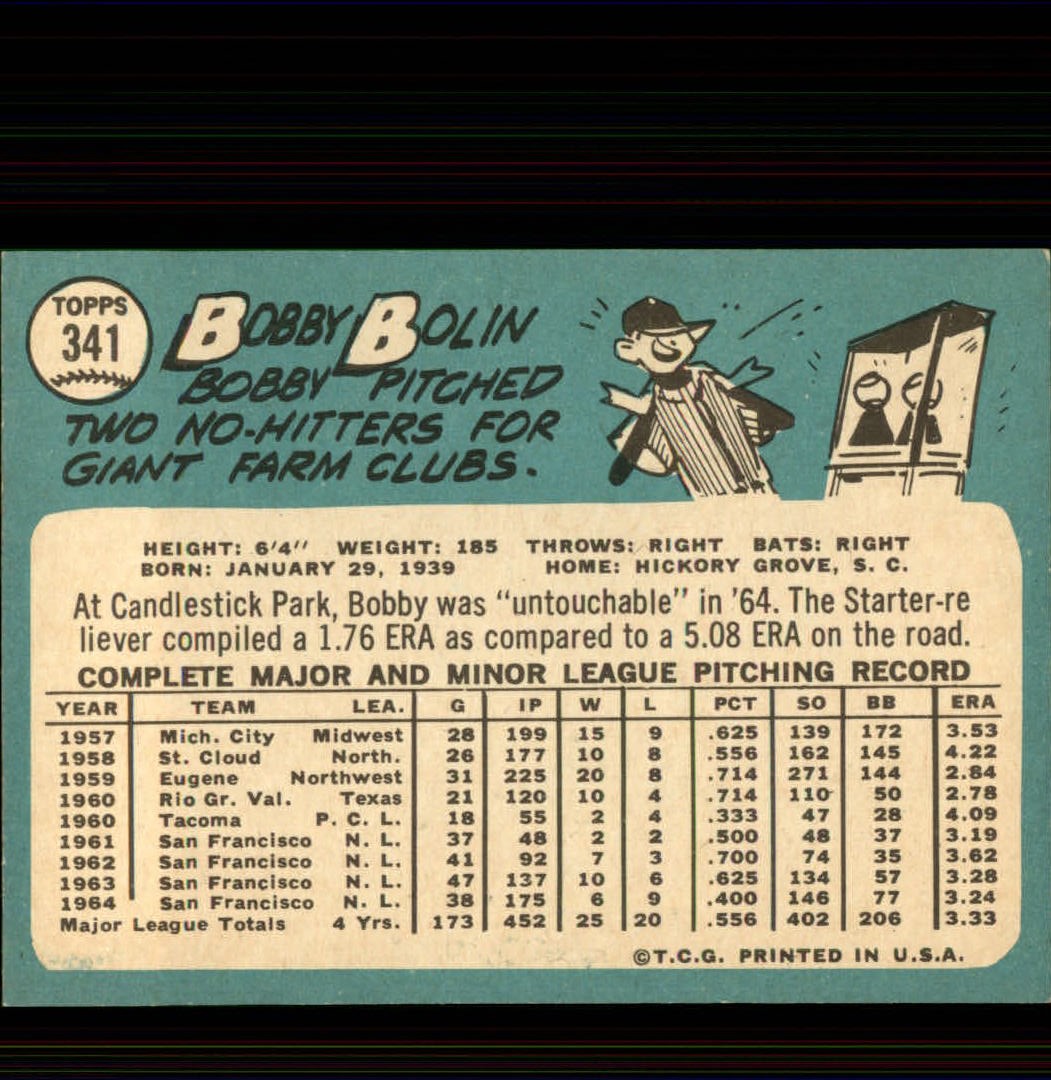 TOPPS
341
BOBBY BOLIN
BOBBY PITCHED
TWO NO-HITTERS FOR
GIANT FARM CLUBS.
HEIGHT: 6'4" WEIGHT: 185 THROWS: RIGHT BATS: RIGHT
BORN: JANUARY 29, 1939 HOME: HICKORY GROVE, S. C.
At Candlestick Park, Bobby was "untouchable" in '64. The Starter-re
liever compiled a 1.76 ERA as compared to a 5.08 ERA on the road.
COMPLETE MAJOR AND MINOR LEAGUE PITCHING RECORD
YEAR TEAM LEA. G IP W L PCT SO BB ERA
1957 Mich. City Midwest 28 199 15 9 .625 139 172 3.53
1958 St. Cloud North. 26 177 10 8 .556 162 145 4.22
1959 Eugene Northwest 31 225 20 8 .714 271 144 2.84
1960 Rio Gr. Val. Texas 21 120 10 4 .714 110 50 2.78
1960 Tacoma P. C. L. 18 55 2 4 .333 47 28 4.09
1961 San Francisco N. L. 37 48 2 2 .500 48 37 3.19
1962 San Francisco N. L. 41 92 7 3 .700 74 35 3.62
1963 San Francisco N. L. 47 137 10 6 .625 134 57 3.28
1964 San Francisco N. L. 38 175 6 9 .400 146 77 3.24
Major League Totals 4 Yrs. 173 452 25 20 .556 402 206 3.33
©T.C.G. PRINTED IN U.S.A.